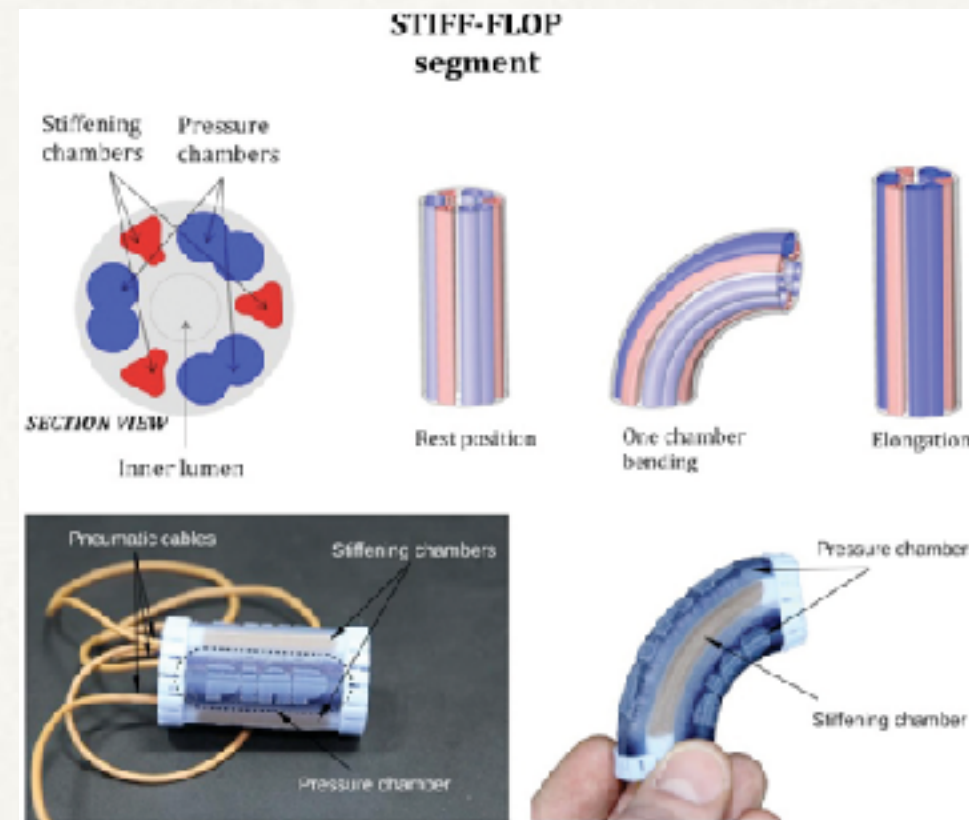 STIFF-FLOP
segment
Stiffening
chambers
Pressure
chambers
SECTION VIEW
Inner lumen
Rest position
One chamber
bending
Elongation
Pneumatic cables
Stiffening chambers
Pressure chamber
Pressure chamber
Stiffening chamber